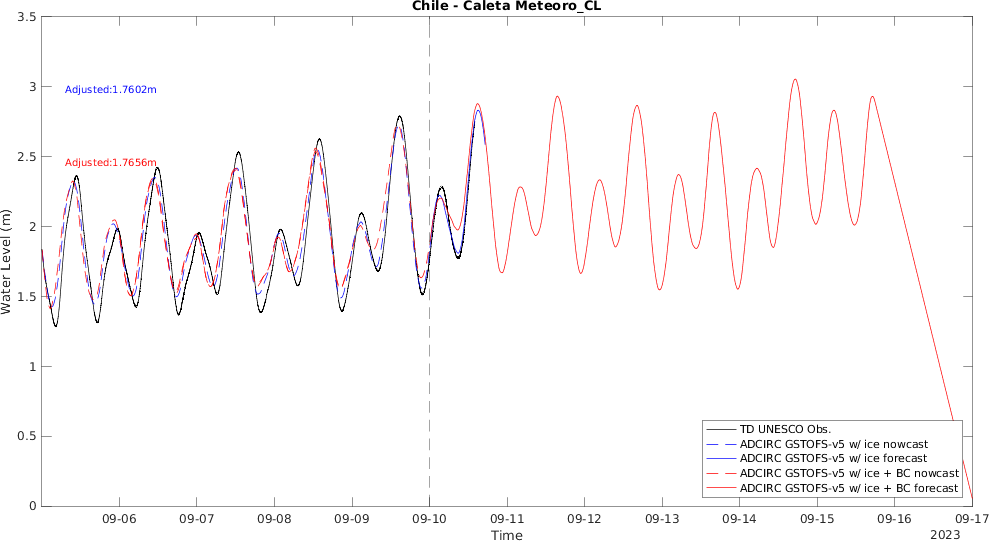 Chile - Caleta Meteoro_CL
3.5
3
2.5
2
1.5
1
0.5
0
Water Level (m)
Adjusted:1.7602m
Adjusted:1.7656m
TD UNESCO Obs.
ADCIRC GSTOFS-v5 w/ ice nowcast
ADCIRC GSTOFS-v5 w/ ice forecast
ADCIRC GSTOFS-v5 w/ ice + BC nowcast
ADCIRC GSTOFS-v5 w/ ice + BC forecast
09-06 09-07 09-08 09-09 09-10 09-11 09-12 09-13 09-14 09-15 09-16 09-17
Time
2023